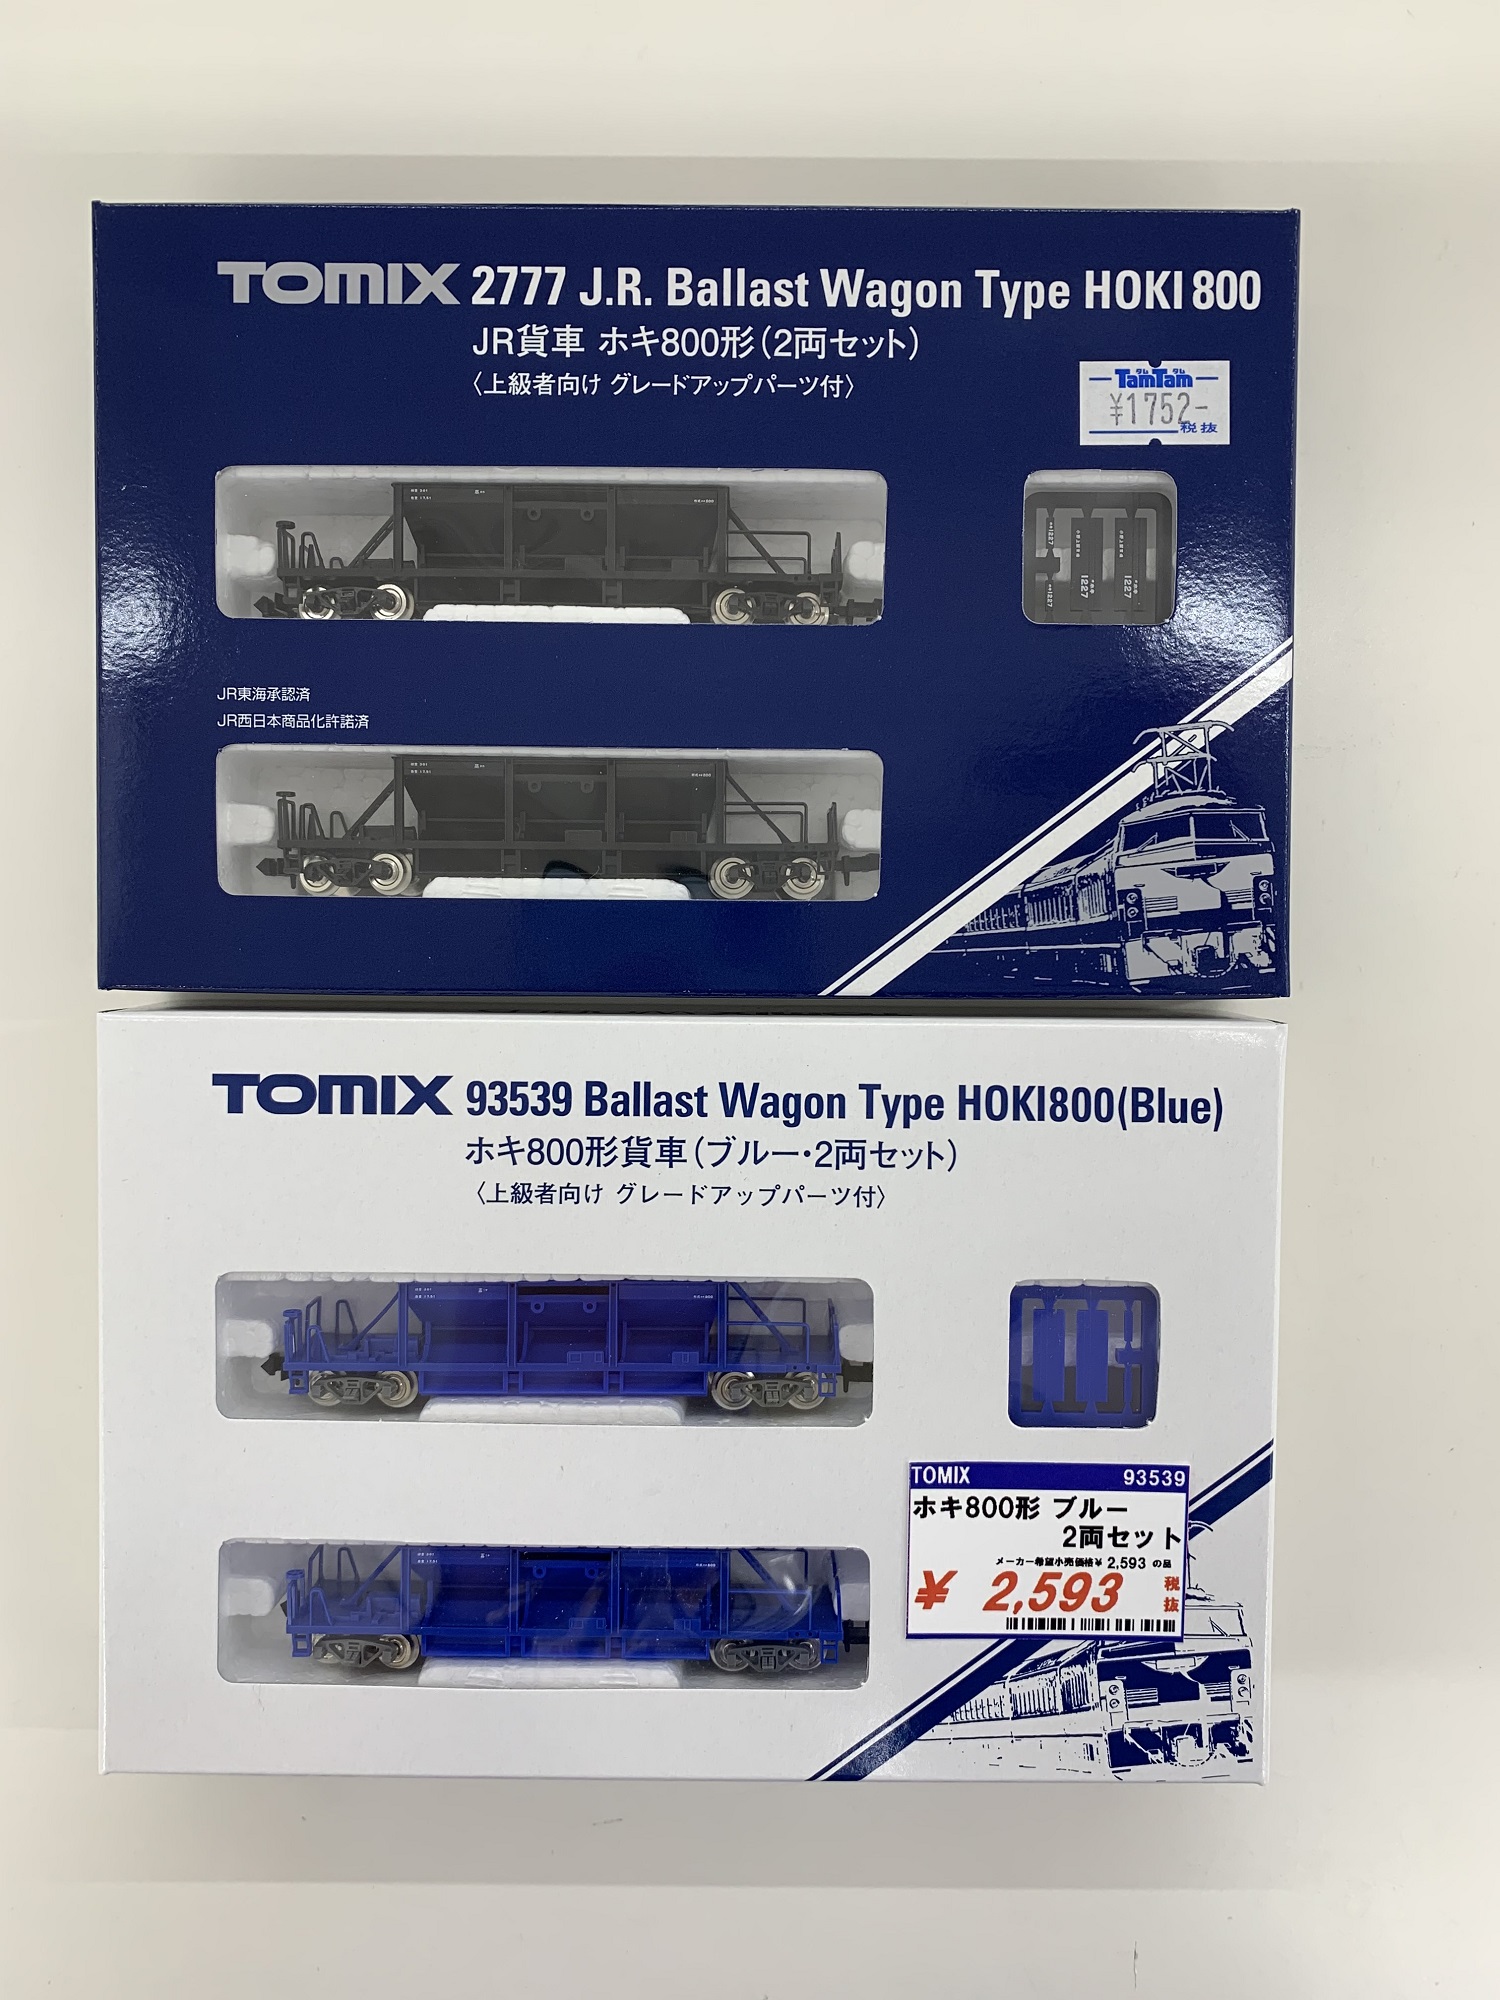 TOMIX 2777 J.R. Ballast Wagon Type HOKI 800
JR貨車 ホキ800形(2両セット)
〈上級者向け グレードアップパーツ付〉
TamTam
¥1752-
税抜
1227
1227
JR東海承認済
JR西日本商品化許諾済
TOMIX 93539 Ballast Wagon Type HOKI800(Blue)
ホキ800形貨車(ブルー・2両セット)
〈上級者向け グレードアップパーツ付〉
TOMIX 93539
ホキ800形 ブルー
2両セット
メーカー希望小売価格¥ 2,593 の品
¥ 2,593 税抜